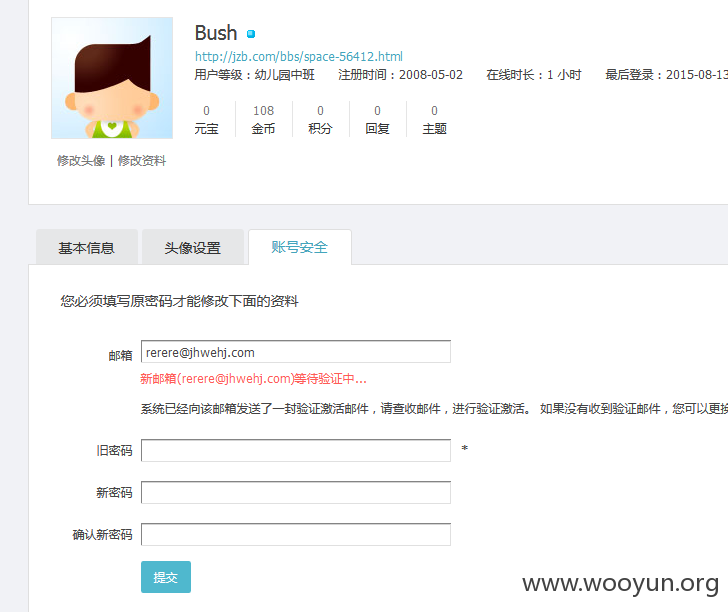 Bush
http://jzb.com/bbs/space-56412.html
用户等级：幼儿园中班 注册时间：2008-05-02 在线时长：1 小时 最后登录：2015-08-13
0 108 0 0 0
元宝 金币 积分 回复 主题
修改头像 | 修改资料
基本信息 头像设置 账号安全
您必须填写原密码才能修改下面的资料
邮箱 rerere@jhwehj.com
新邮箱(rerere@jhwehj.com)等待验证中...
系统已经向该邮箱发送了一封验证激活邮件，请查收邮件，进行验证激活。 如果没有收到验证邮件，您可以更换
旧密码 *
新密码
确认新密码
提交
www.wooyun.org